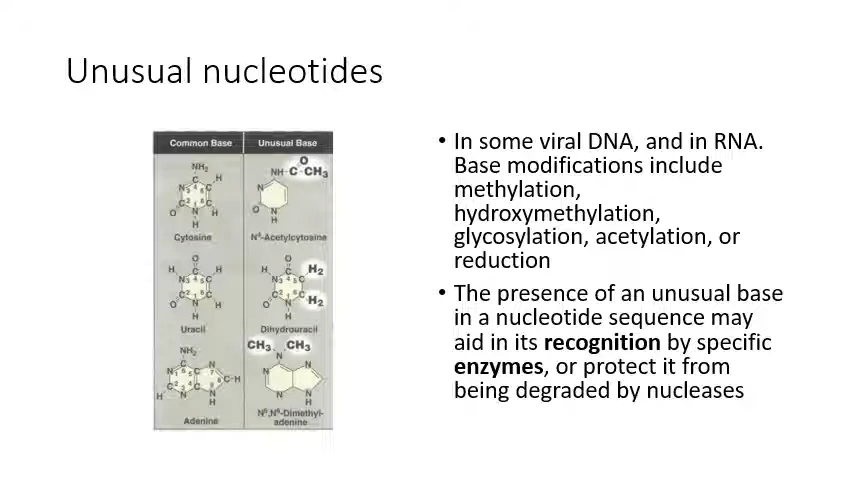 Unusual nucleotides
Common Base
Unusual Base
Cytosine
N⁴-Acetylcytosine
Uracil
Dihydrouracil
Adenine
N⁶,N⁶-Dimethyl-
adenine
NH₂
NH-C-CH₃
O
H₂
H₂
CH₃
CH₃
NH₂
• In some viral DNA, and in RNA.
Base modifications include
methylation,
hydroxymethylation,
glycosylation, acetylation, or
reduction
• The presence of an unusual base
in a nucleotide sequence may
aid in its recognition by specific
enzymes, or protect it from
being degraded by nucleases